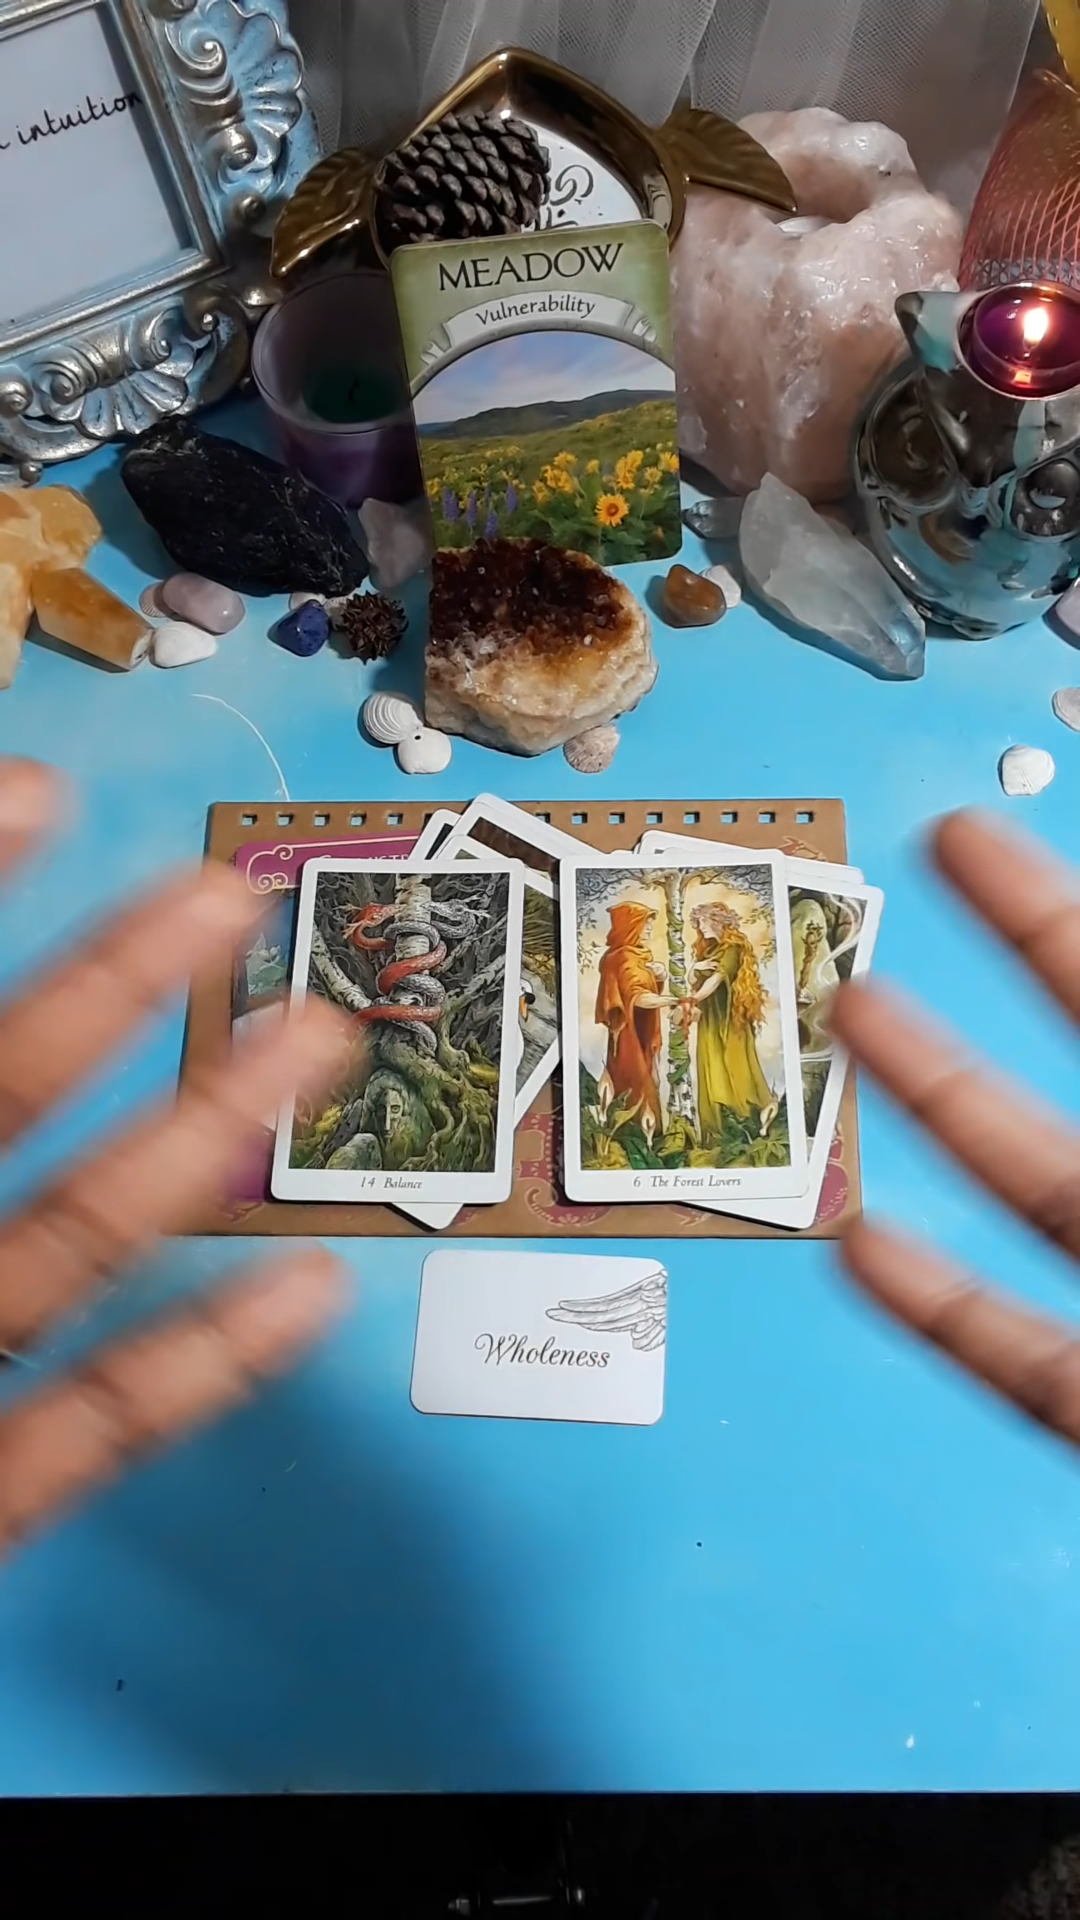 intuition
MEADOW
Vulnerability
14 Balance
6 The Forest Lovers
Wholeness